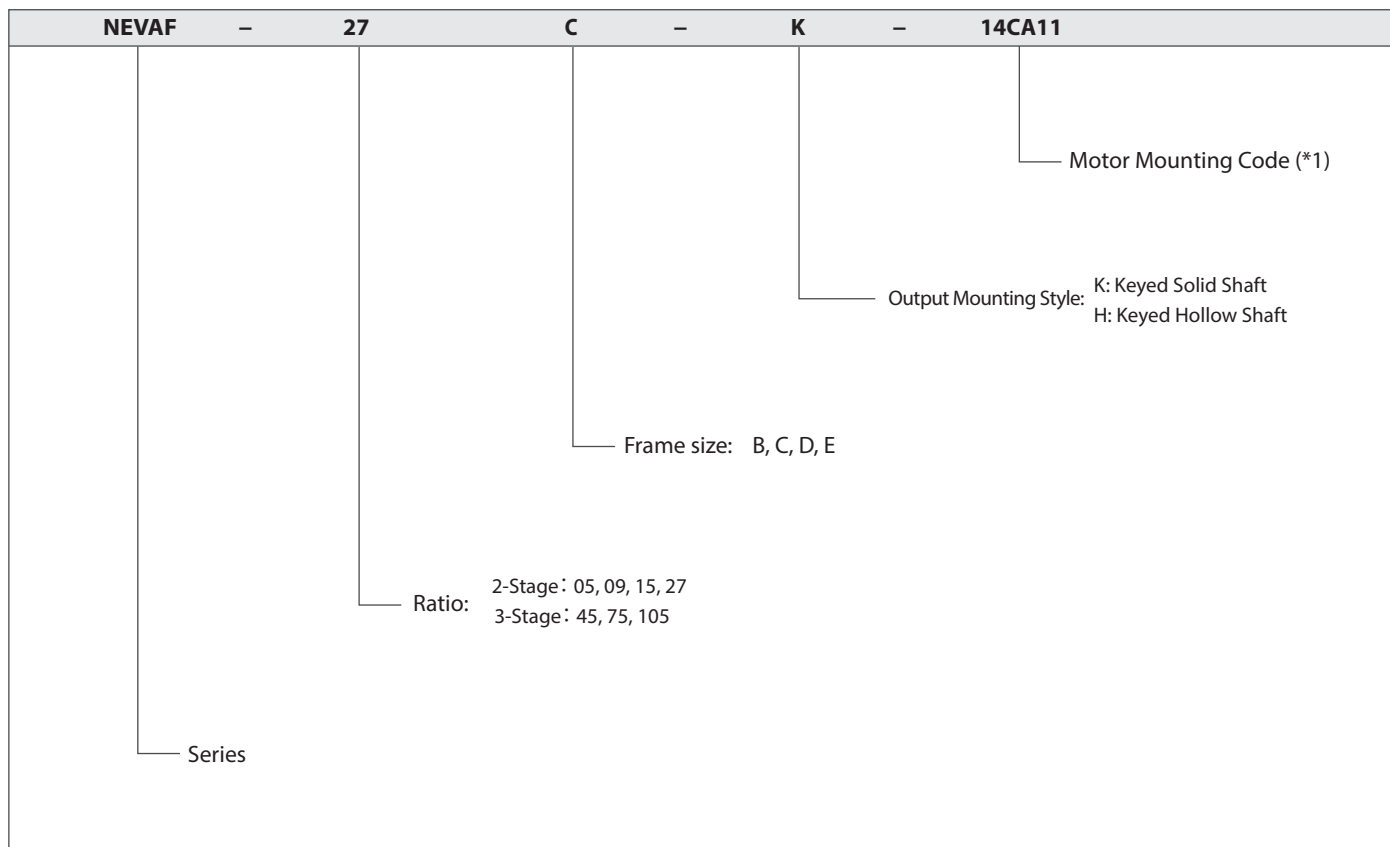 NEVAF – 27 C – K – 14CA11
Motor Mounting Code (*1)
Output Mounting Style: K: Keyed Solid Shaft
H: Keyed Hollow Shaft
Frame size: B, C, D, E
Ratio: 2-Stage: 05, 09, 15, 27
3-Stage: 45, 75, 105
Series